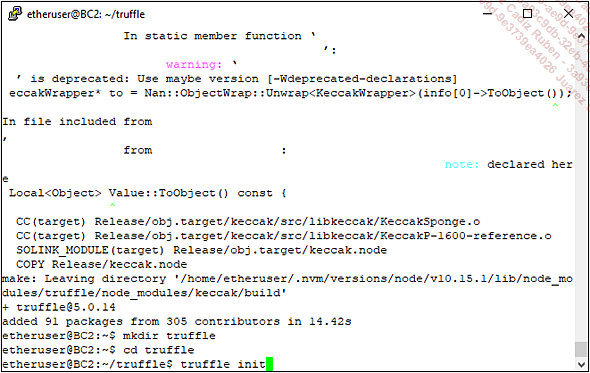 etheruser@BC2: ~/truffle
In static member function ‘
’:
warning: ‘
’ is deprecated: Use maybe version [-Wdeprecated-declarations]
eccakWrapper* to = Nan::ObjectWrap::Unwrap<KeccakWrapper>(info[0]->ToObject());
^
In file included from
,
from :
note: declared her
e
Local<Object> Value::ToObject() const {
^
CC(target) Release/obj.target/keccak/src/libkeccak/KeccakSponge.o
CC(target) Release/obj.target/keccak/src/libkeccak/KeccakP-1600-reference.o
SOLINK_MODULE(target) Release/obj.target/keccak.node
COPY Release/keccak.node
make: Leaving directory '/home/etheruser/.nvm/versions/node/v10.15.1/lib/node_mo
dules/truffle/node_modules/keccak/build'
+ truffle@5.0.14
added 91 packages from 305 contributors in 14.42s
etheruser@BC2:~$ mkdir truffle
etheruser@BC2:~$ cd truffle
etheruser@BC2:~/truffle$ truffle init